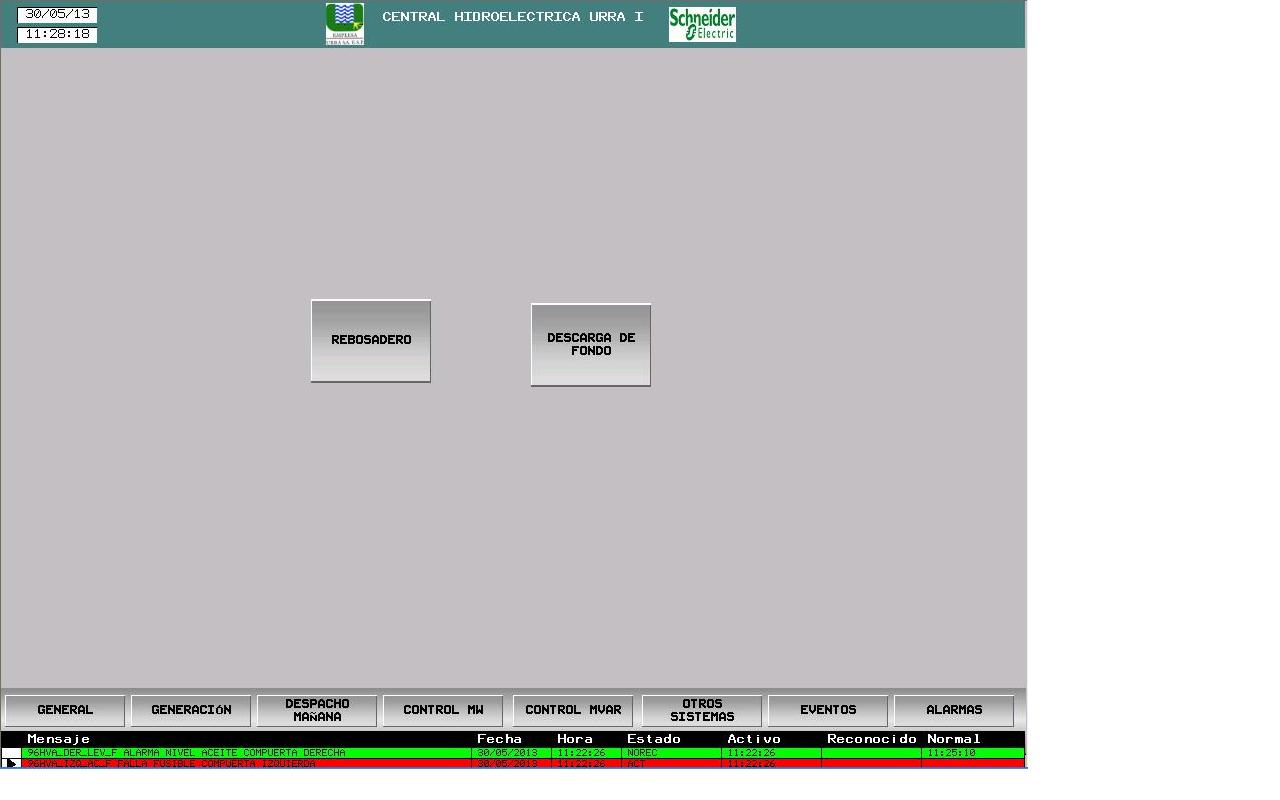 30/05/13
11:28:18
EMPRESA
URRA S.A. E.S.P.
CENTRAL HIDROELECTRICA URRA I
Schneider
Electric
REBOSADERO
DESCARGA DE
FONDO
GENERAL
GENERACIÓN
DESPACHO
MAÑANA
CONTROL MW
CONTROL MVAR
OTROS
SISTEMAS
EVENTOS
ALARMAS
Mensaje Fecha Hora Estado Activo Reconocido Normal
96HVA_DER_LEV_F ALARMA NIVEL ACEITE COMPUERTA DERECHA 30/05/2013 11:22:26 NOREC 11:22:26 11:25:10
96HVA_IZQ_AC_F FALLA FUSIBLE COMPUERTA IZQUIERDA 30/05/2013 11:22:26 ACT 11:22:26